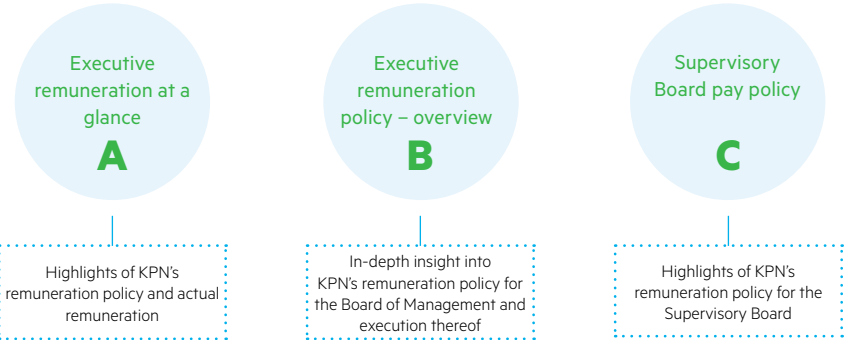 Executive
remuneration at a
glance
A
Highlights of KPN's
remuneration policy and actual
remuneration
Executive
remuneration
policy – overview
B
In-depth insight into
KPN's remuneration policy for
the Board of Management and
execution thereof
Supervisory
Board pay policy
C
Highlights of KPN's
remuneration policy for the
Supervisory Board